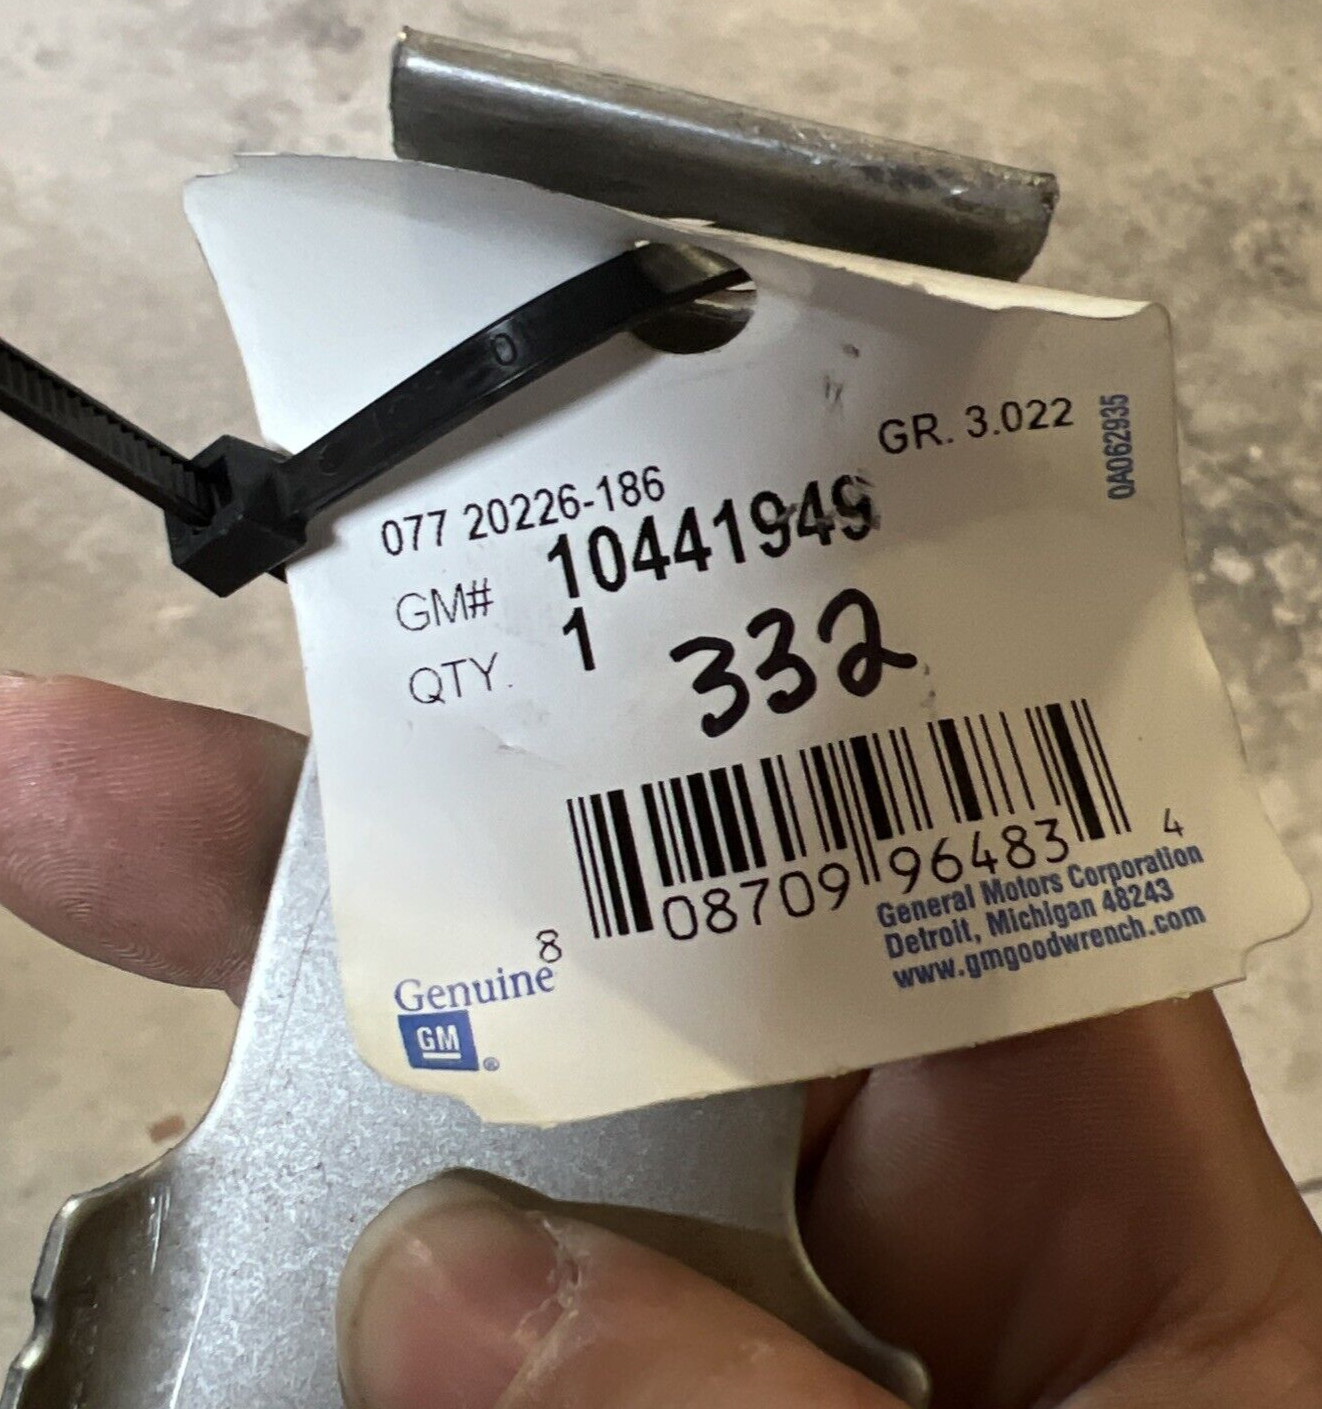 GR. 3.022
0A062935
077 20226-186
GM# 10441949
QTY. 1
332
8 08709 96483 4
General Motors Corporation
Detroit, Michigan 48243
www.gmgoodwrench.com
Genuine
GM ®
0